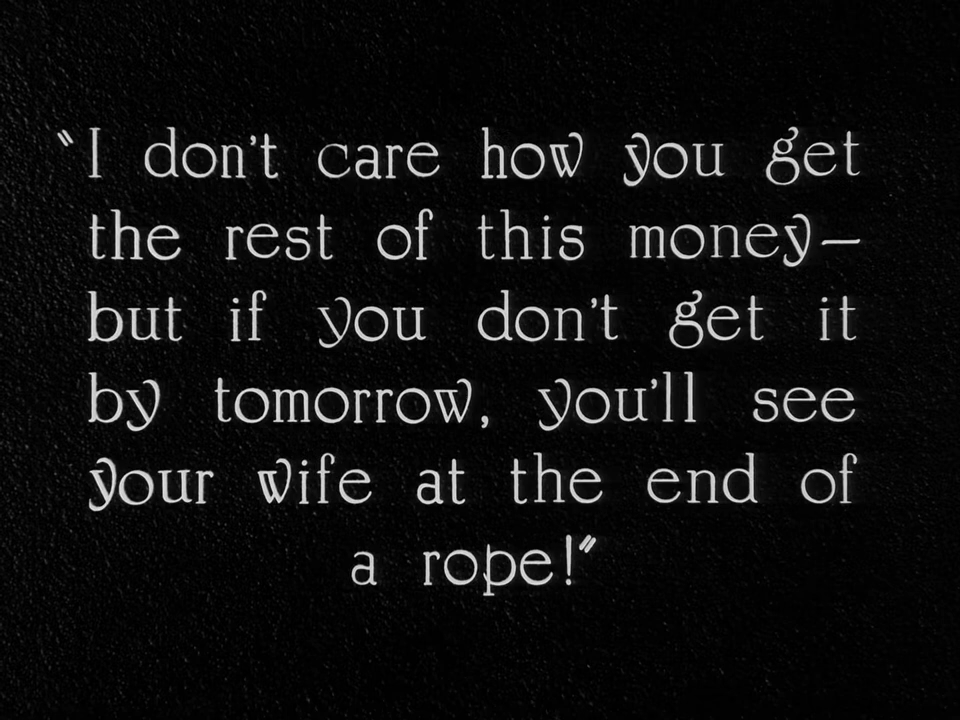 "I don't care how you get
the rest of this money—
but if you don't get it
by tomorrow, you'll see
your wife at the end of
a rope!"